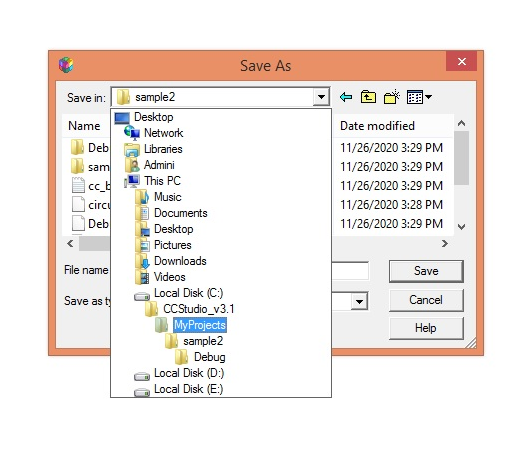 Save As
Save in:
sample2
Name
Date modified
Deb
11/26/2020 3:29 PM
sam
11/26/2020 3:29 PM
cc_b
11/26/2020 3:29 PM
circu
11/26/2020 3:28 PM
Deb
11/26/2020 3:29 PM
Desktop
Network
Libraries
Admini
This PC
Music
Documents
Desktop
Pictures
Downloads
Videos
Local Disk (C:)
CCStudio_v3.1
MyProjects
sample2
Debug
Local Disk (D:)
Local Disk (E:)
File name
Save
Save as ty
Cancel
Help